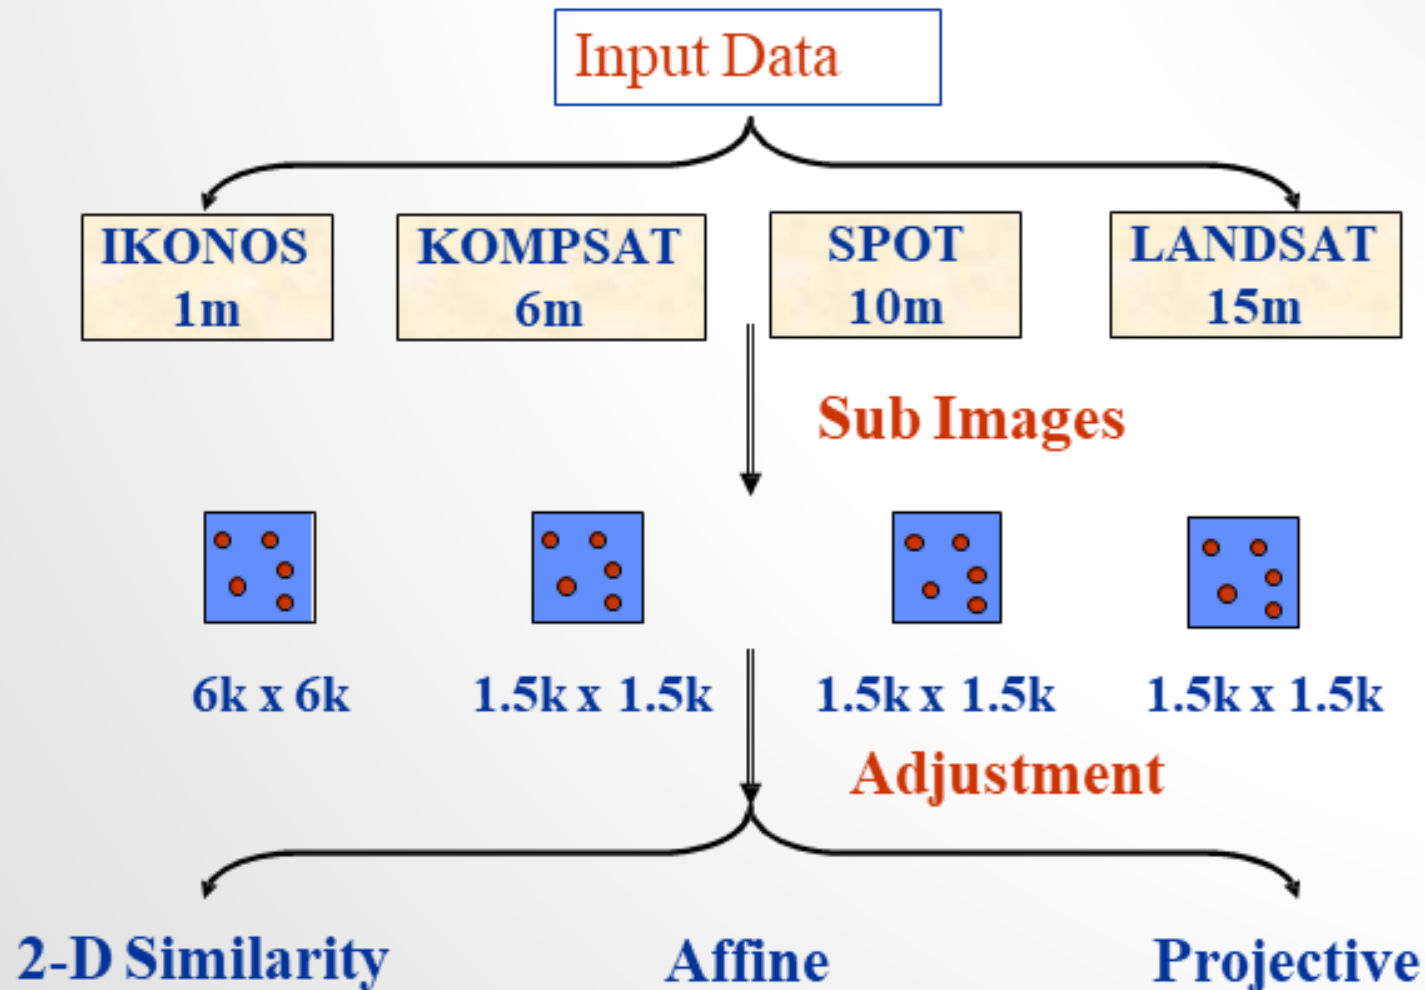 Input Data
IKONOS
1m
KOMPSAT
6m
SPOT
10m
LANDSAT
15m
Sub Images
6k x 6k
1.5k x 1.5k
1.5k x 1.5k
1.5k x 1.5k
Adjustment
2-D Similarity
Affine
Projective